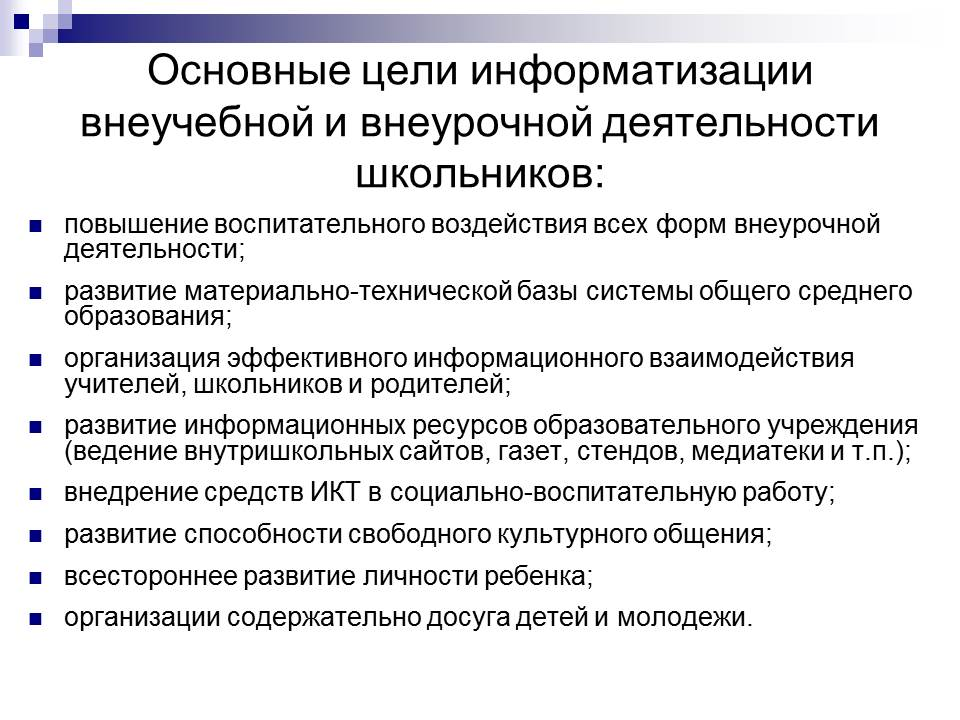 Основные цели информатизации
внеучебной и внеурочной деятельности
школьников:
повышение воспитательного воздействия всех форм внеурочной
деятельности;
развитие материально-технической базы системы общего среднего
образования;
организация эффективного информационного взаимодействия
учителей, школьников и родителей;
развитие информационных ресурсов образовательного учреждения
(ведение внутришкольных сайтов, газет, стендов, медиатеки и т.п.);
внедрение средств ИКТ в социально-воспитательную работу;
развитие способности свободного культурного общения;
всестороннее развитие личности ребенка;
организации содержательно досуга детей и молодежи.